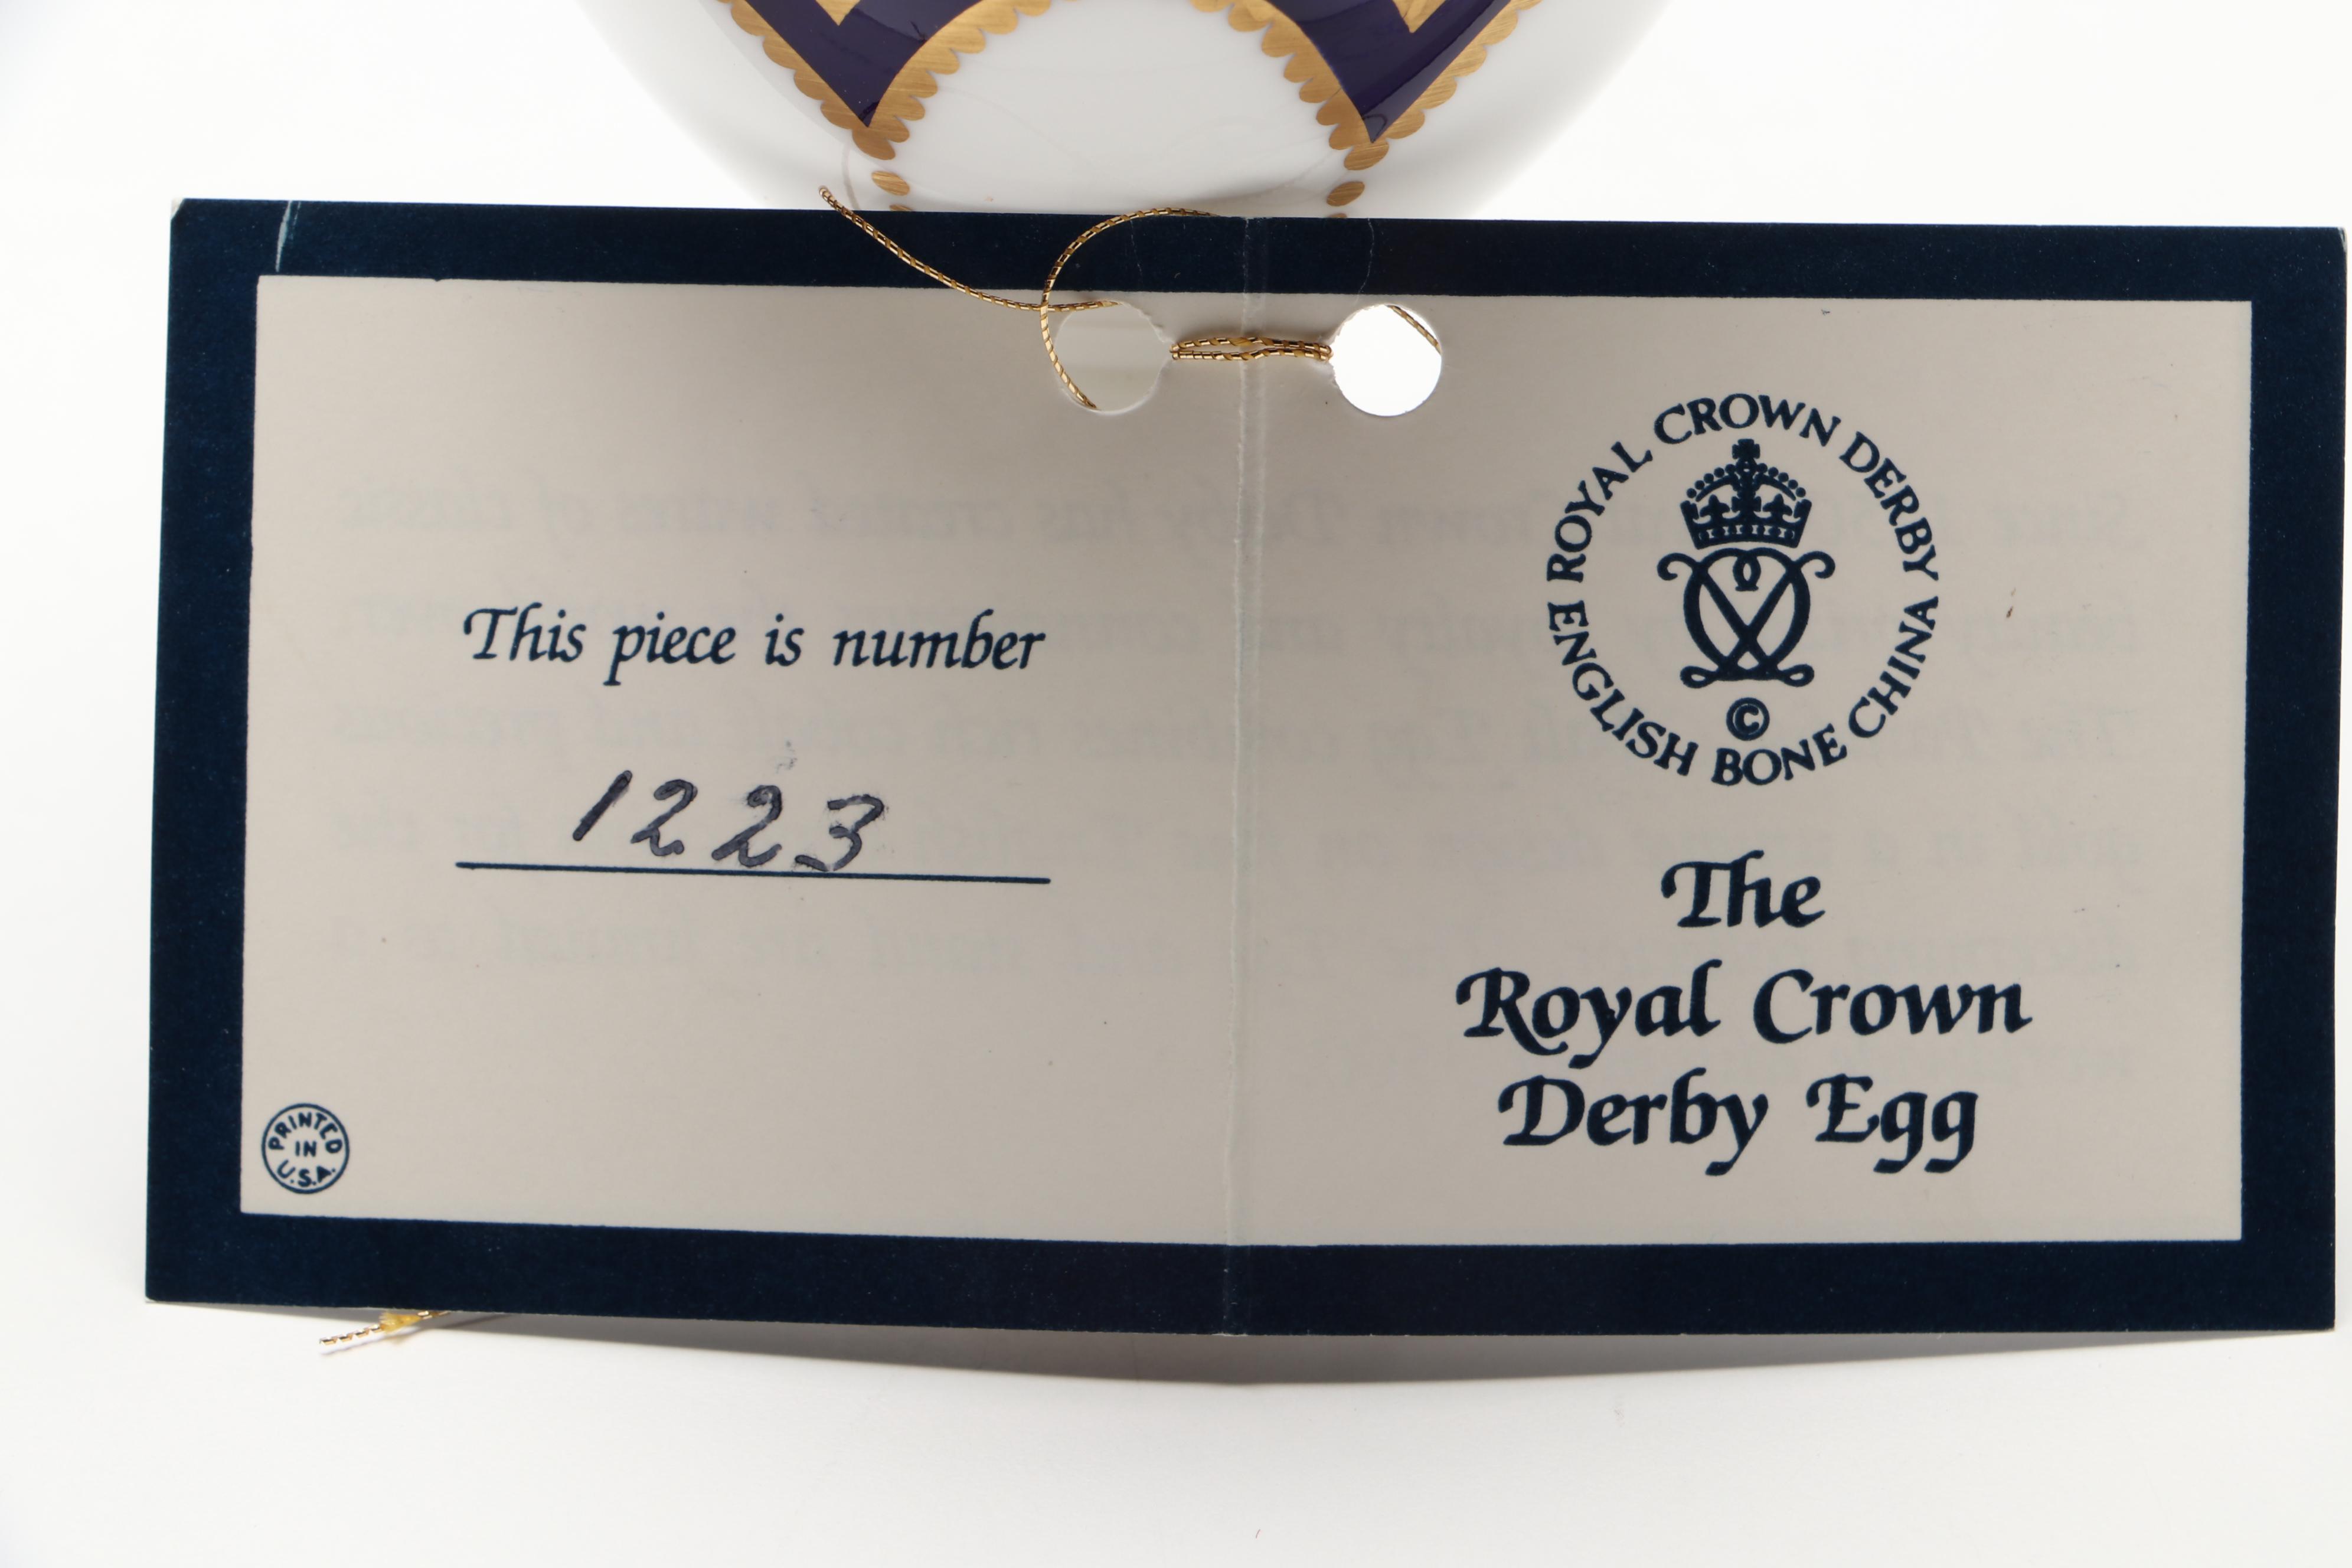 This piece is number
1223
PRINTED
IN
U.S.A.
ROYAL CROWN DERBY
ENGLISH BONE CHINA
©
The
Royal Crown
Derby Egg